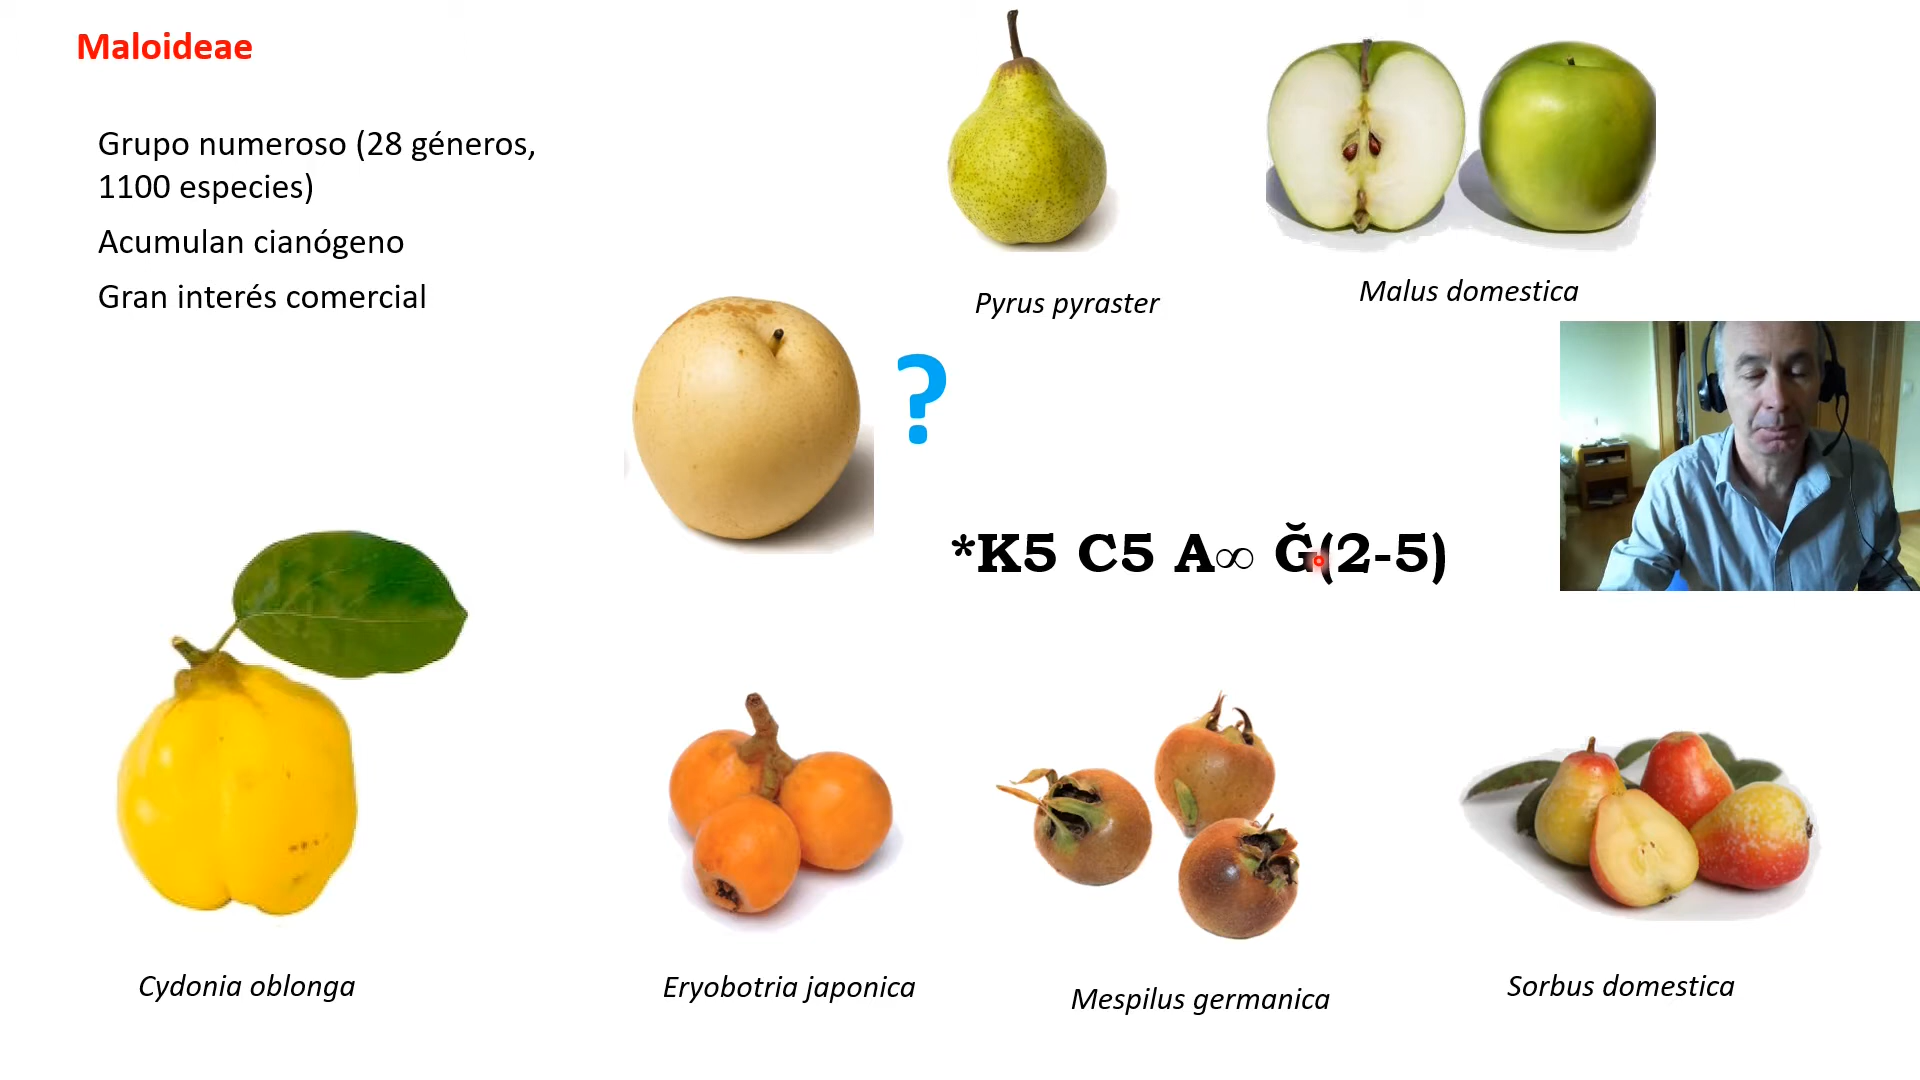 Maloideae
Grupo numeroso (28 géneros,
1100 especies)
Acumulan cianógeno
Gran interés comercial
Pyrus pyraster
Malus domestica
?
*K5 C5 A∞ Ğ(2-5)
Cydonia oblonga
Eryobotria japonica
Mespilus germanica
Sorbus domestica